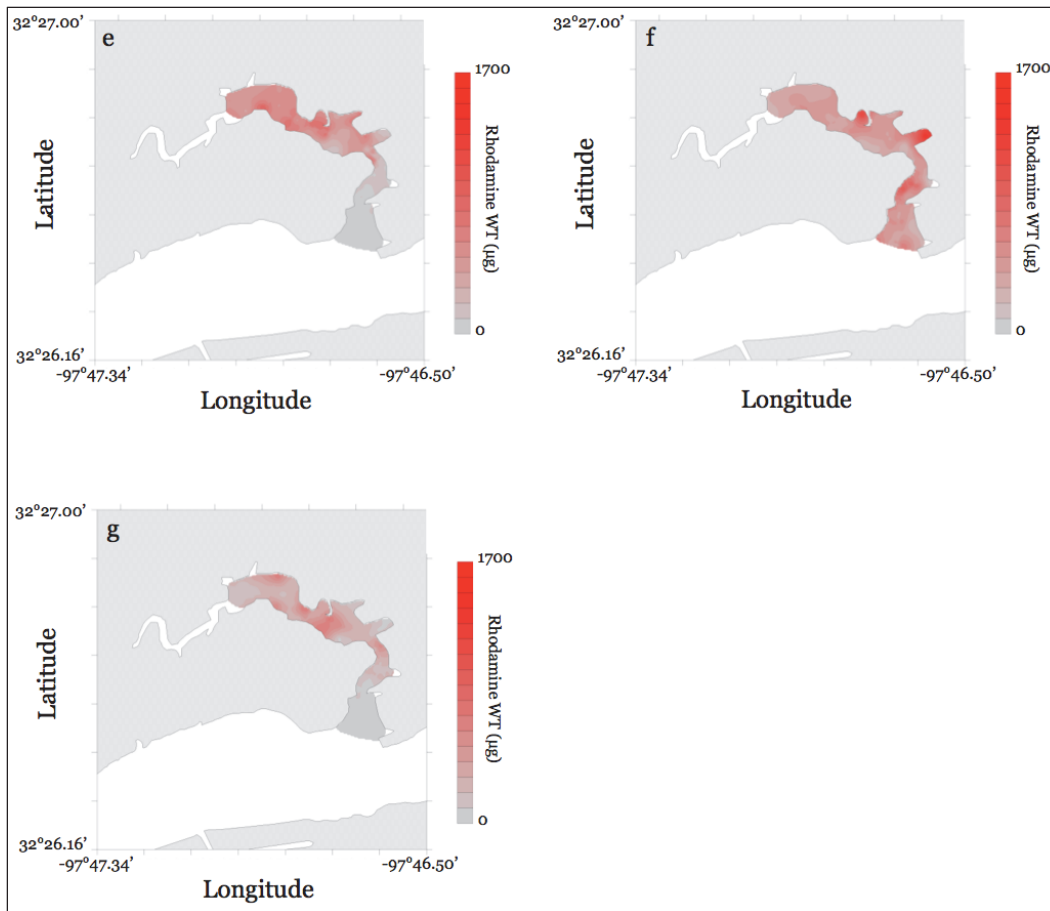 32°27.00’
e
1700
Rhodamine WT (µg)
0
Latitude
32°26.16’
-97°47.34
-97°46.50’
Longitude
32°27.00’
f
1700
Rhodamine WT (µg)
0
Latitude
32°26.16’
-97°47.34
-97°46.50’
Longitude
32°27.00’
g
1700
Rhodamine WT (µg)
0
Latitude
32°26.16’
-97°47.34
-97°46.50’
Longitude